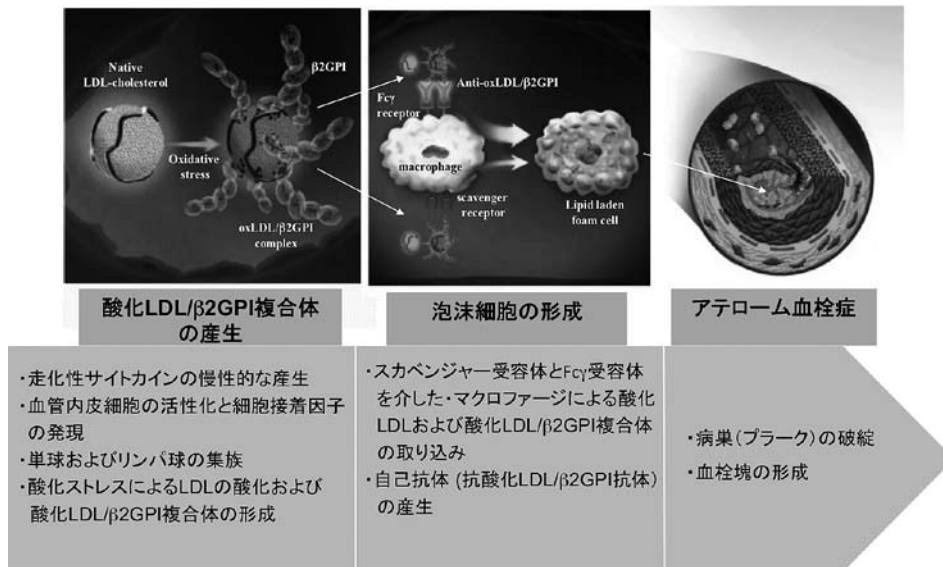 Native
LDL-cholesterol
β2GPI
Oxidative
stress
oxLDL/β2GPI
complex
Anti-oxLDL/β2GPI
Fcγ
receptor
macrophage
scavenger
receptor
Lipid laden
foam cell
酸化LDL/β2GPI複合体
の産生
泡沫細胞の形成
アテローム血栓症
・走化性サイトカインの慢性的な産生
・血管内皮細胞の活性化と細胞接着因子
の発現
・単球およびリンパ球の集族
・酸化ストレスによるLDLの酸化および
酸化LDL/β2GPI複合体の形成
・スカベンジャー受容体とFcγ受容体
を介した・マクロファージによる酸化
LDLおよび酸化LDL/β2GPI複合体
の取り込み
・自己抗体 (抗酸化LDL/β2GPI抗体)
の産生
・病巣(プラーク)の破綻
・血栓塊の形成